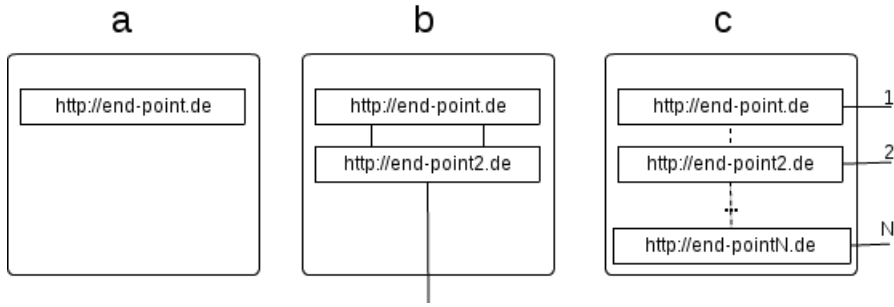 a b c
http://end-point.de http://end-point.de http://end-point.de 1
http://end-point2.de http://end-point2.de 2
http://end-pointN.de N